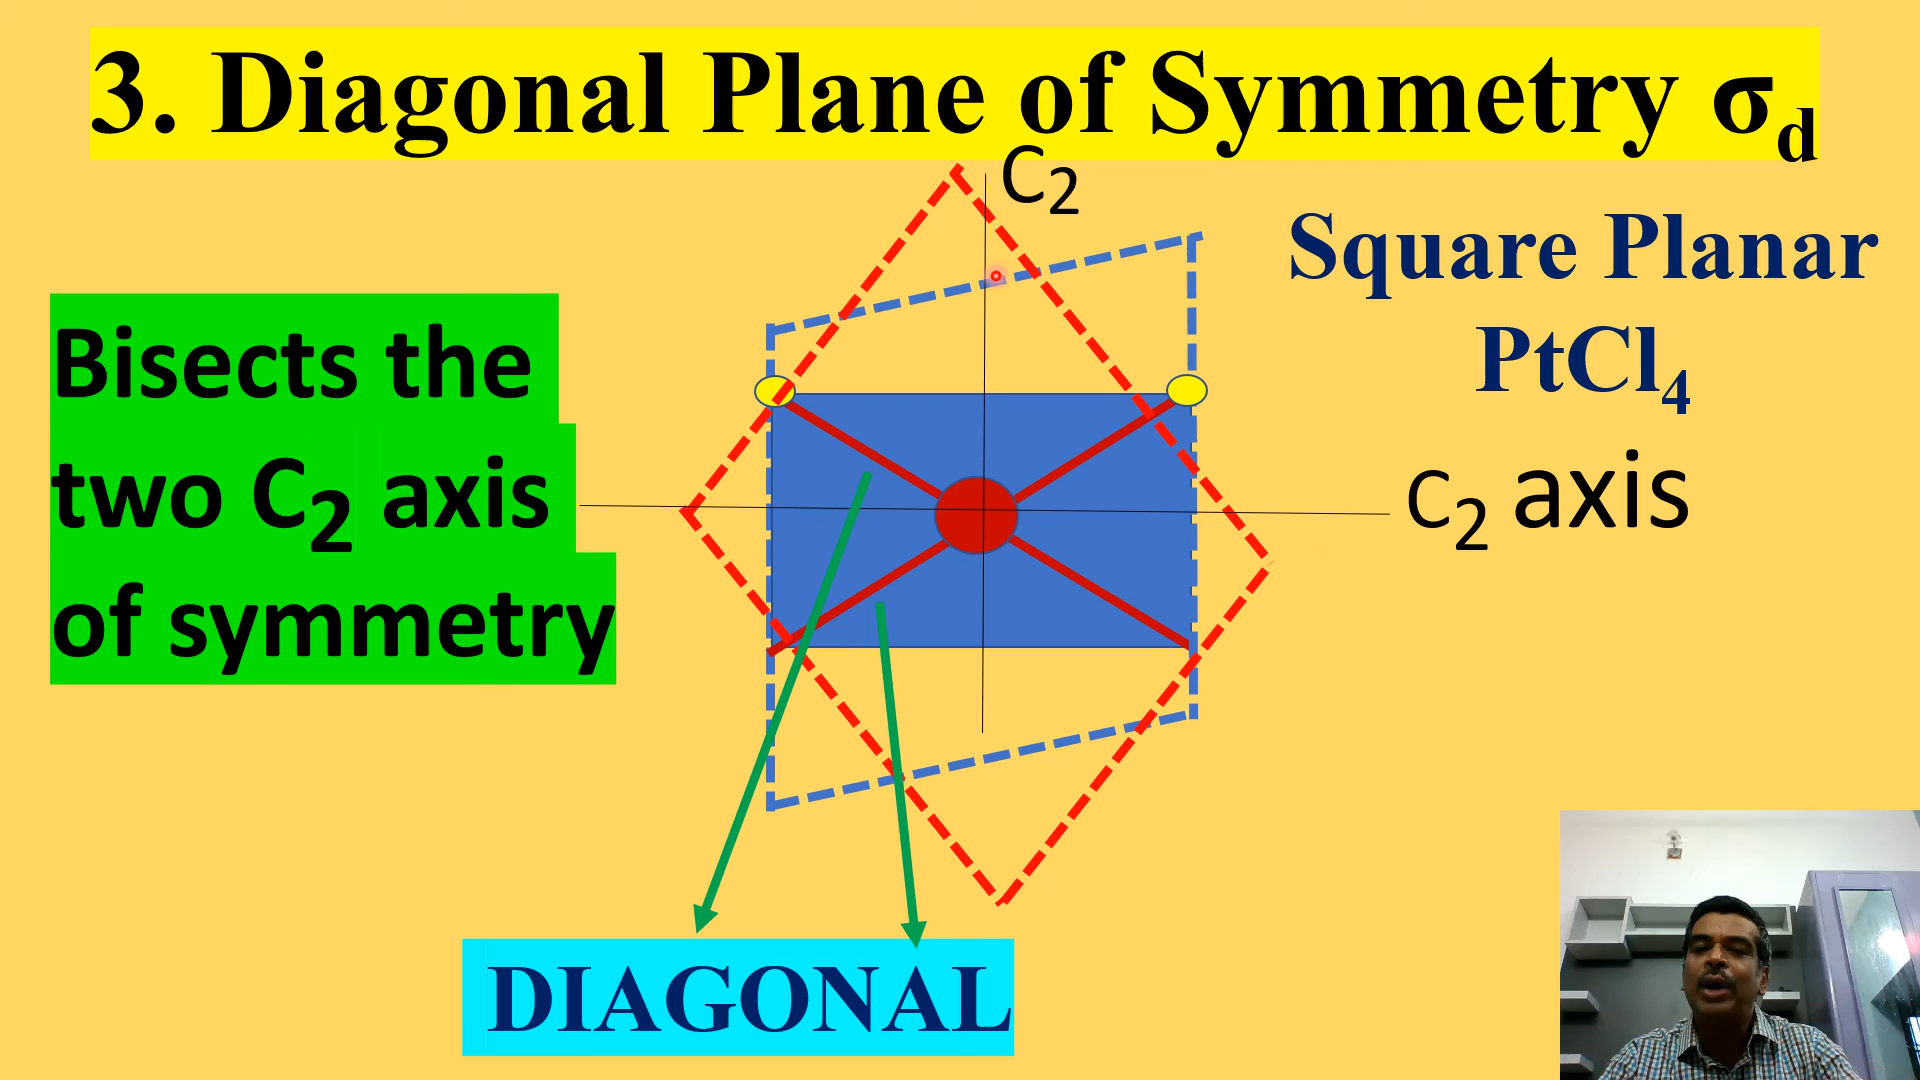 3. Diagonal Plane of Symmetry σd
C2
Square Planar
PtCl4
C2 axis
Bisects the
two C2 axis
of symmetry
DIAGONAL